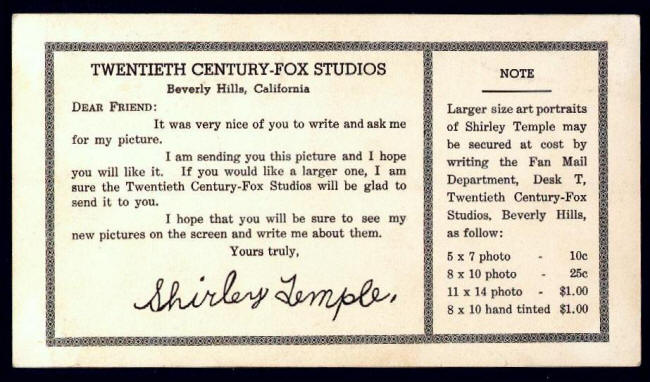 TWENTIETH CENTURY-FOX STUDIOS
Beverly Hills, California
DEAR FRIEND:
It was very nice of you to write and ask me
for my picture.
I am sending you this picture and I hope
you will like it. If you would like a larger one, I am
sure the Twentieth Century-Fox Studios will be glad to
send it to you.
I hope that you will be sure to see my
new pictures on the screen and write me about them.
Yours truly,
Shirley Temple.
NOTE
Larger size art portraits
of Shirley Temple may
be secured at cost by
writing the Fan Mail
Department, Desk T,
Twentieth Century-Fox
Studios, Beverly Hills,
as follow:
5 x 7 photo - 10c
8 x 10 photo - 25c
11 x 14 photo - $1.00
8 x 10 hand tinted $1.00